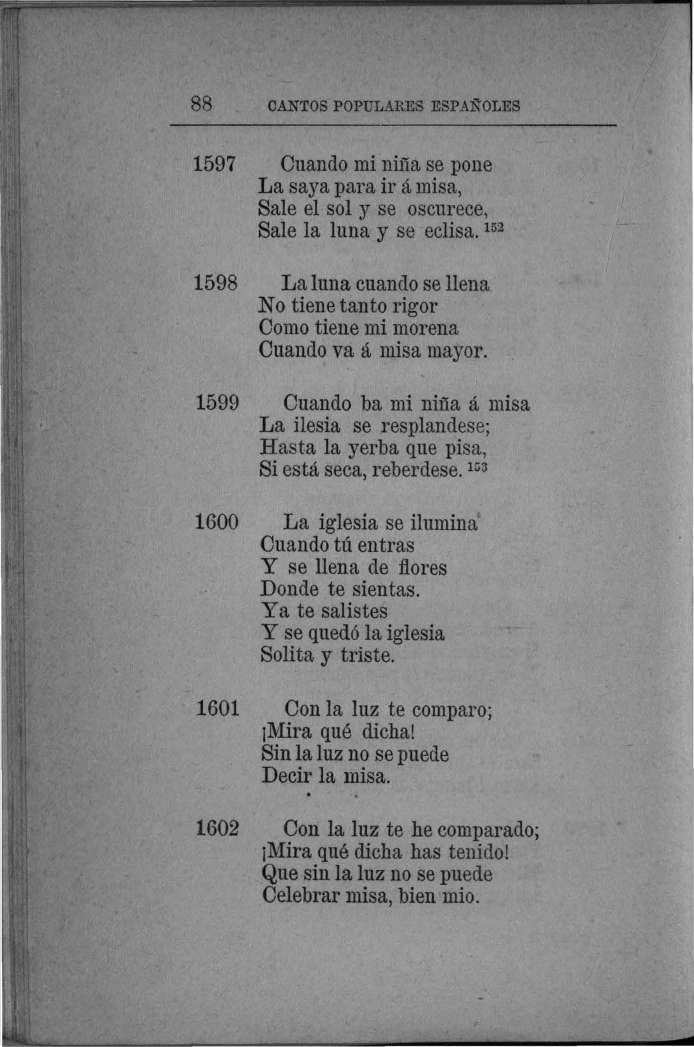 88 CANTOS POPULARES ESPAÑOLES
1597 Cuando mi niña se pone
La saya para ir á misa,
Sale el sol y se oscurece,
Sale la luna y se eclisa. 152
1598 La luna cuando se llena
No tiene tanto rigor
Como tiene mi morena
Cuando va á misa mayor.
1599 Cuando ba mi niña á misa
La ilesia se resplandese;
Hasta la yerba que pisa,
Si está seca, reberdese. 153
1600 La iglesia se ilumina
Cuando tú entras
Y se llena de flores
Donde te sientas.
Ya te salistes
Y se quedó la iglesia
Solita y triste.
1601 Con la luz te comparo;
¡Mira qué dicha!
Sin la luz no se puede
Decir la misa.
1602 Con la luz te he comparado;
¡Mira qué dicha has tenido!
Que sin la luz no se puede
Celebrar misa, bien mio.